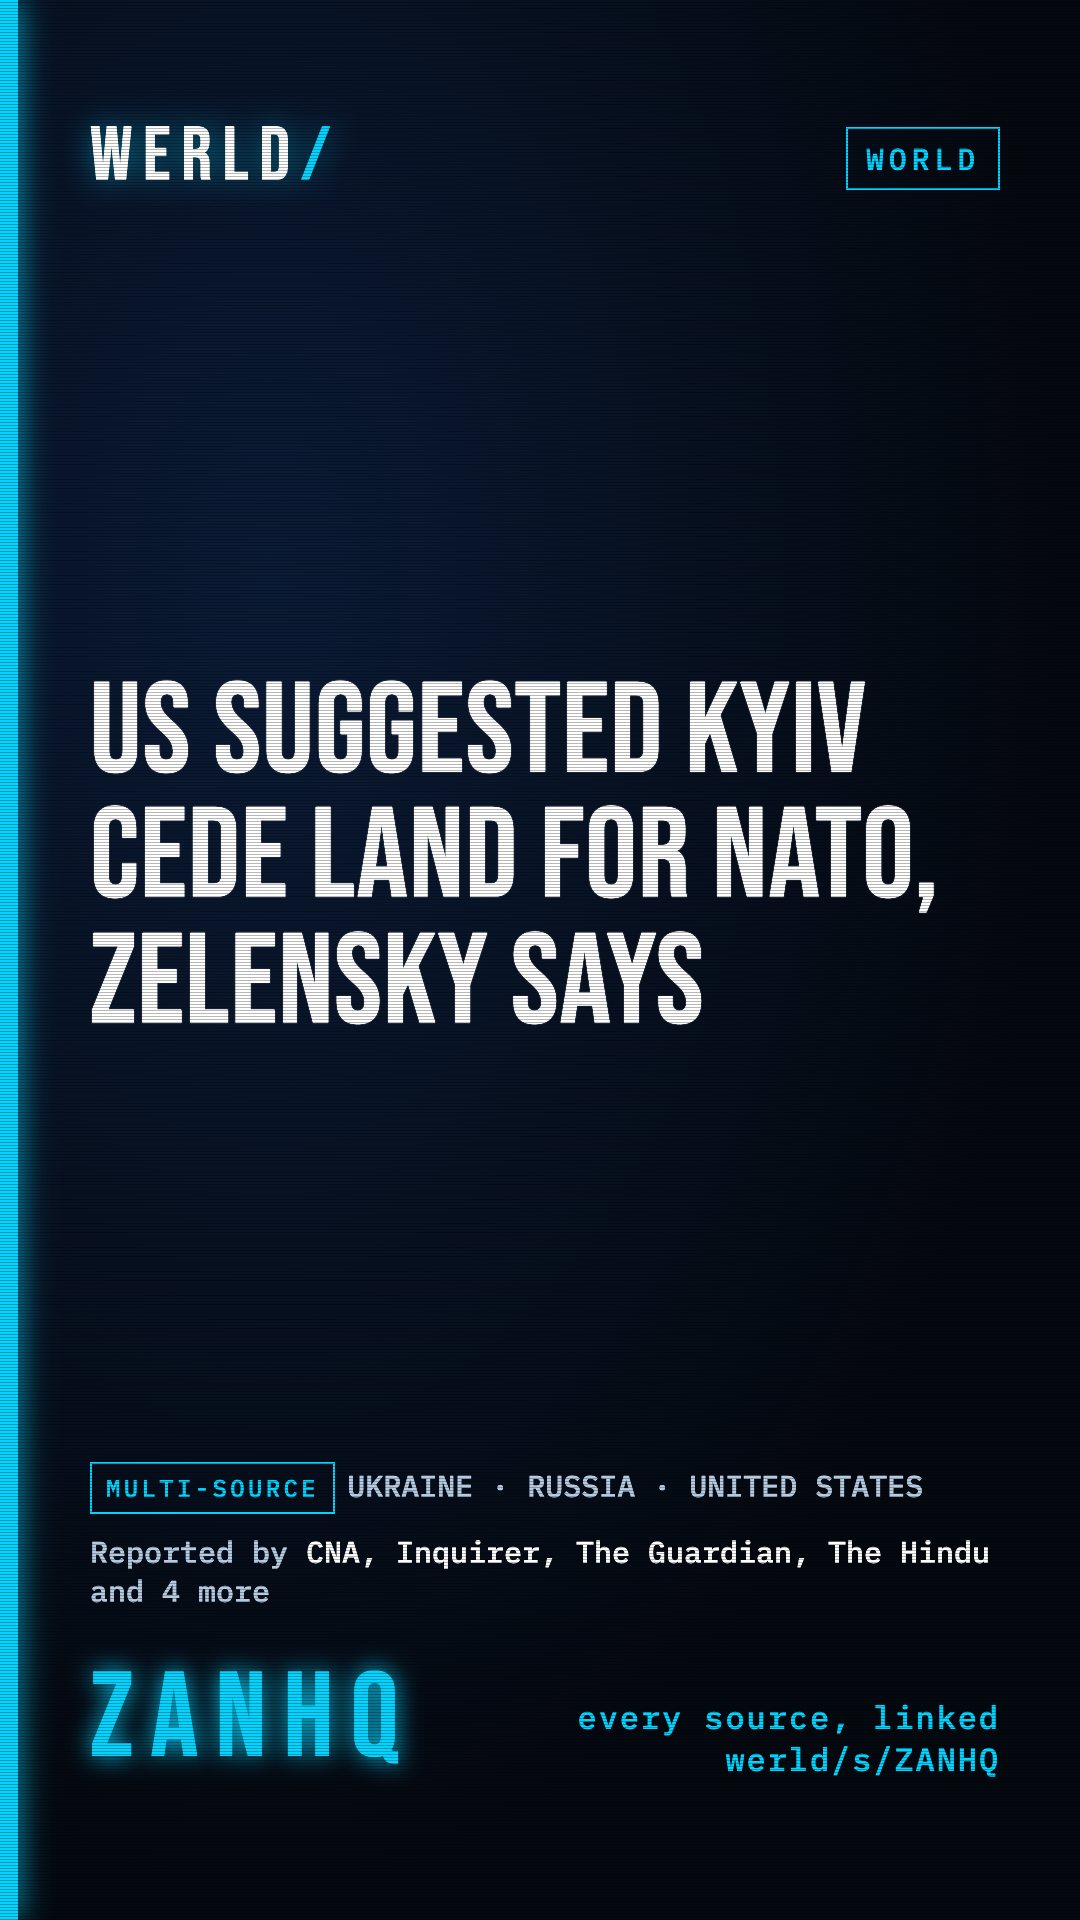 WERLD/
WORLD
US SUGGESTED KYIV
CEDE LAND FOR NATO,
ZELENSKY SAYS
MULTI-SOURCE UKRAINE · RUSSIA · UNITED STATES
Reported by CNA, Inquirer, The Guardian, The Hindu
and 4 more
ZANHQ
every source, linked
werld/s/ZANHQ